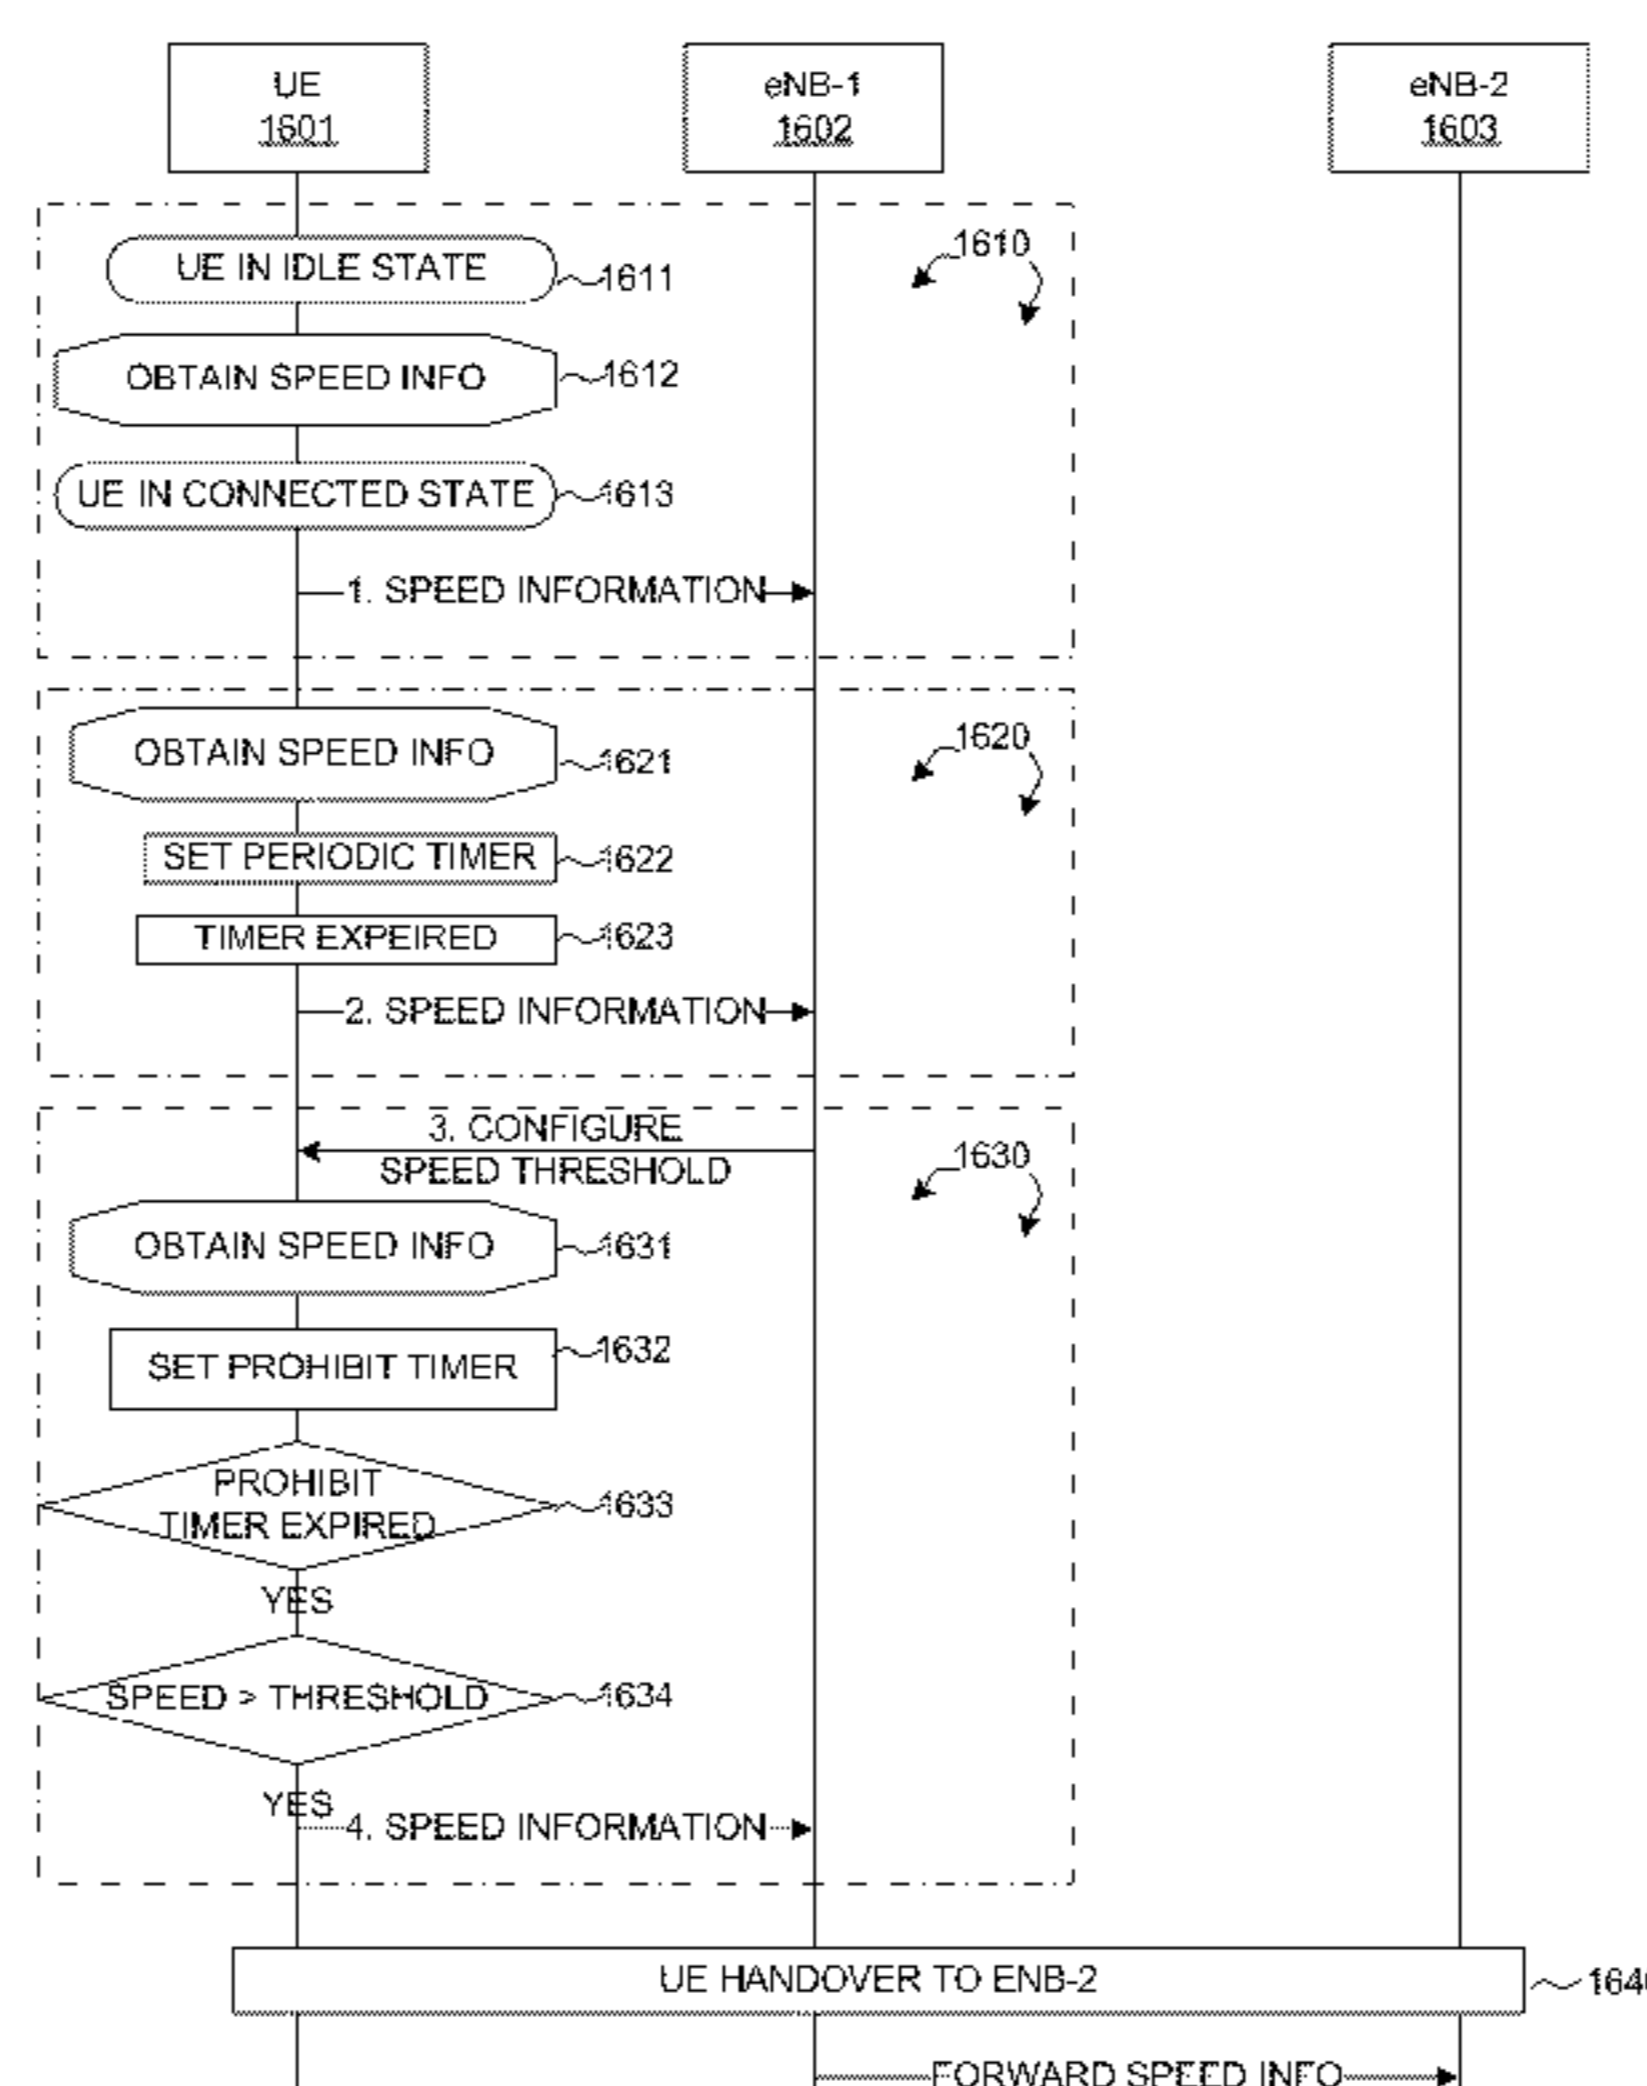 UE
1601
eNB-1
1602
eNB-2
1603
1610
UE IN IDLE STATE
1611
OBTAIN SPEED INFO
1612
UE IN CONNECTED STATE
1613
1. SPEED INFORMATION
OBTAIN SPEED INFO
1621
1620
SET PERIODIC TIMER
1622
TIMER EXPEIRED
1623
2. SPEED INFORMATION
3. CONFIGURE
SPEED THRESHOLD
1630
OBTAIN SPEED INFO
1631
SET PROHIBIT TIMER
1632
PROHIBIT
TIMER EXPIRED
1633
YES
SPEED > THRESHOLD
1634
YES
4. SPEED INFORMATION
UE HANDOVER TO ENB-2
FORWARD SPEED INFO